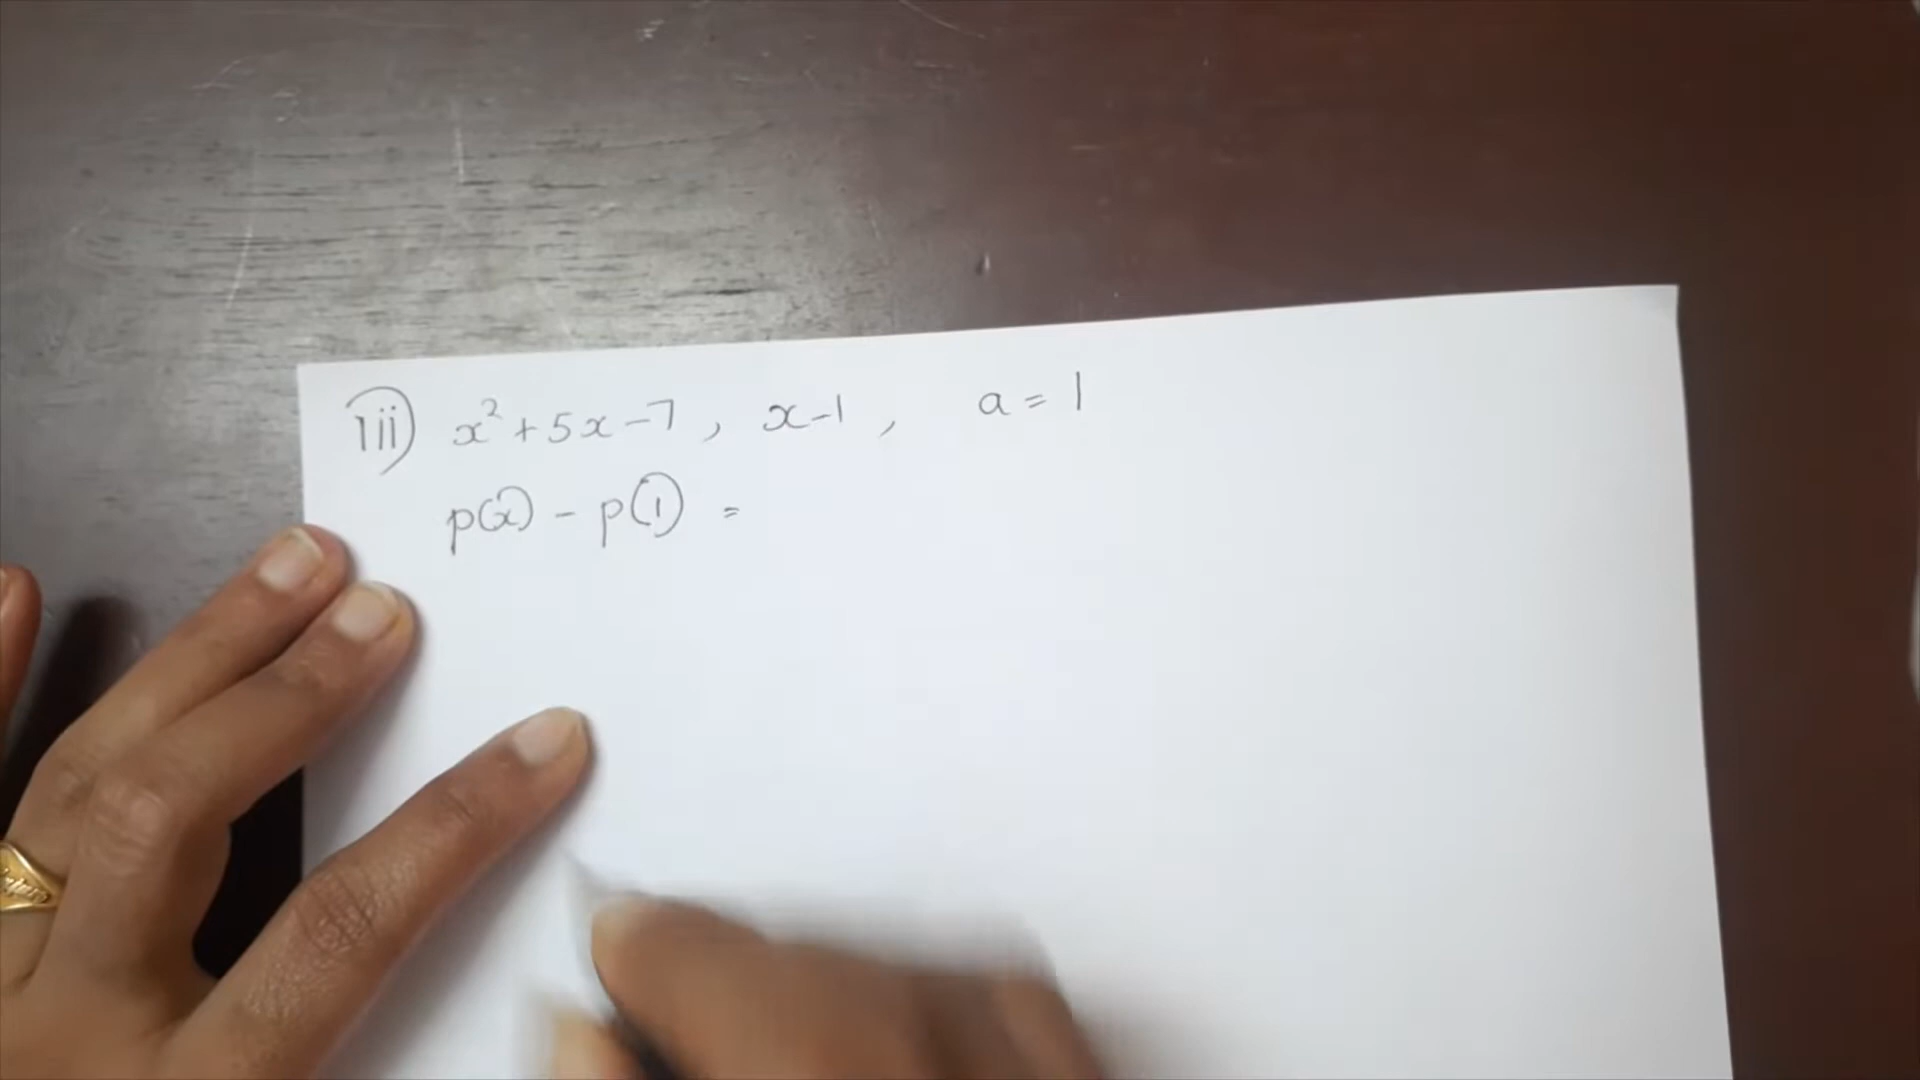 iii) x² + 5x - 7 , x - 1 , a = 1
p(x) - p(1) =